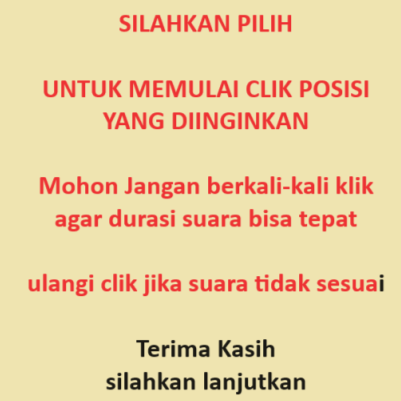 SILAHKAN PILIH
UNTUK MEMULAI CLIK POSISI
YANG DIINGINKAN
Mohon Jangan berkali-kali klik
agar durasi suara bisa tepat
ulangi clik jika suara tidak sesuai
Terima Kasih
silahkan lanjutkan